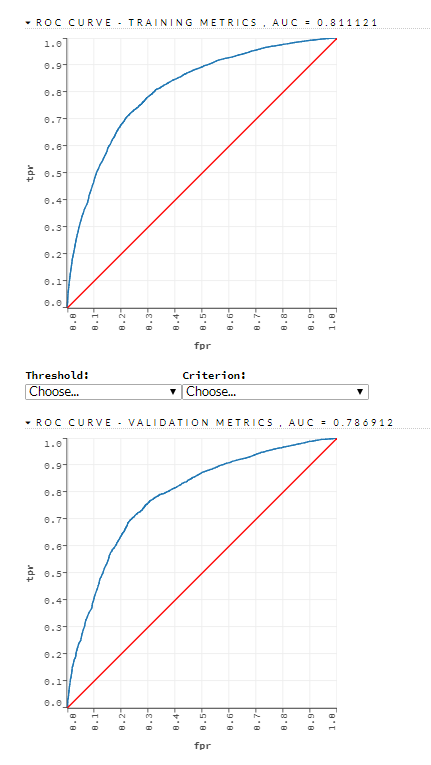 ROC CURVE - TRAINING METRICS , AUC = 0.811121
1.0
0.9
0.8
0.7
0.6
0.5
0.4
0.3
0.2
0.1
0.0
tpr
0.0 0.1 0.2 0.3 0.4 0.5 0.6 0.7 0.8 0.9 1.0
fpr
Threshold: Criterion:
Choose... Choose...
ROC CURVE - VALIDATION METRICS , AUC = 0.786912
1.0
0.9
0.8
0.7
0.6
0.5
0.4
0.3
0.2
0.1
0.0
tpr
0.0 0.1 0.2 0.3 0.4 0.5 0.6 0.7 0.8 0.9 1.0
fpr